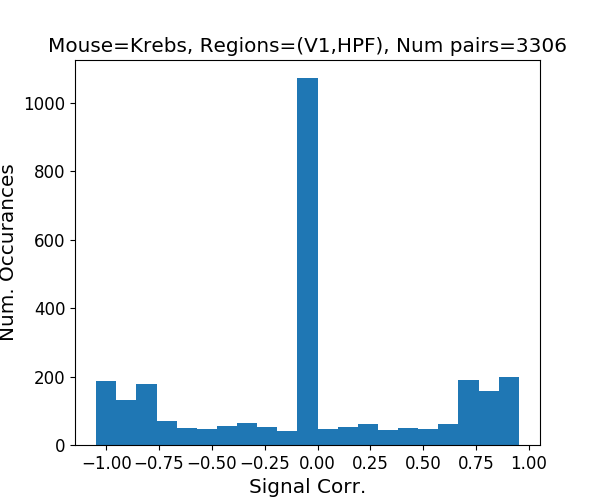 Mouse=Krebs, Regions=(V1,HPF), Num pairs=3306
Num. Occurances
1000
800
600
400
200
0
−1.00 −0.75 −0.50 −0.25 0.00 0.25 0.50 0.75 1.00
Signal Corr.